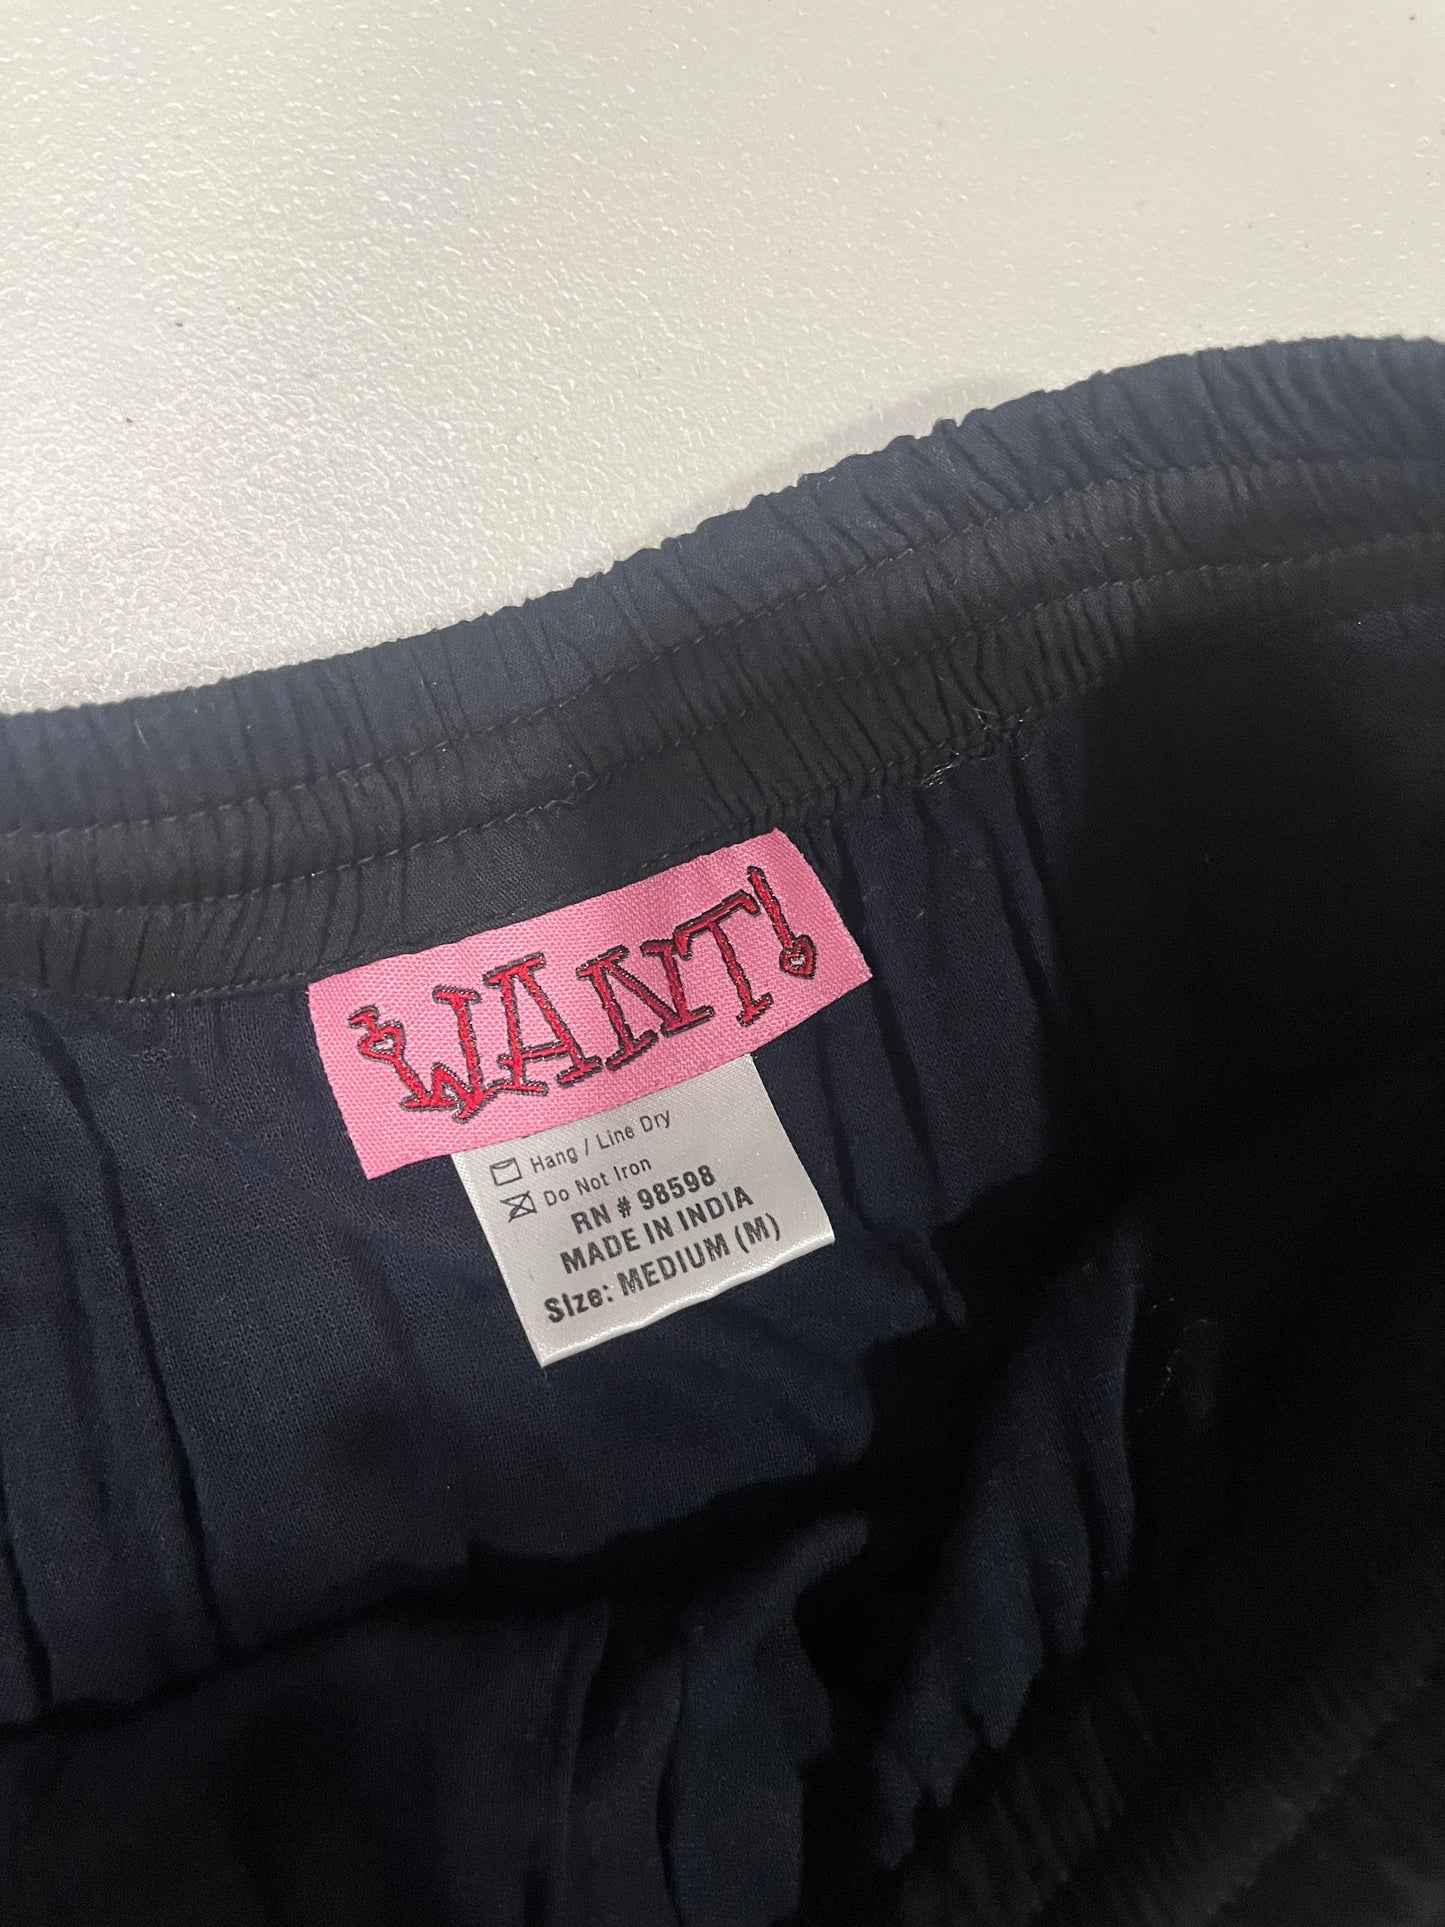 WANT!
Hang / Line Dry
Do Not Iron
RN # 98598
MADE IN INDIA
SIze: MEDIUM (M)